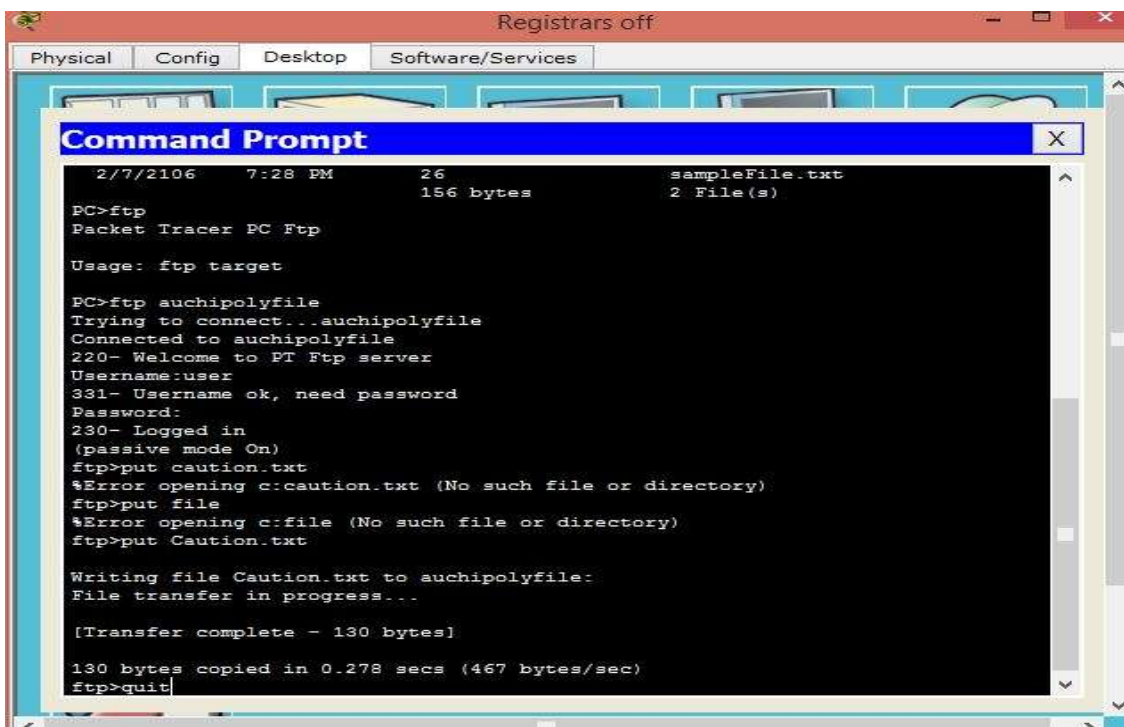 Registrars off
Physical Config Desktop Software/Services
Command Prompt X
2/7/2106 7:28 PM 26 sampleFile.txt
156 bytes 2 File(s)
PC>ftp
Packet Tracer PC Ftp
Usage: ftp target
PC>ftp auchipolyfile
Trying to connect...auchipolyfile
Connected to auchipolyfile
220- Welcome to PT Ftp server
Username:user
331- Username ok, need password
Password:
230- Logged in
(passive mode On)
ftp>put caution.txt
%Error opening c:caution.txt (No such file or directory)
ftp>put file
%Error opening c:file (No such file or directory)
ftp>put Caution.txt
Writing file Caution.txt to auchipolyfile:
File transfer in progress...
[Transfer complete - 130 bytes]
130 bytes copied in 0.278 secs (467 bytes/sec)
ftp>quit